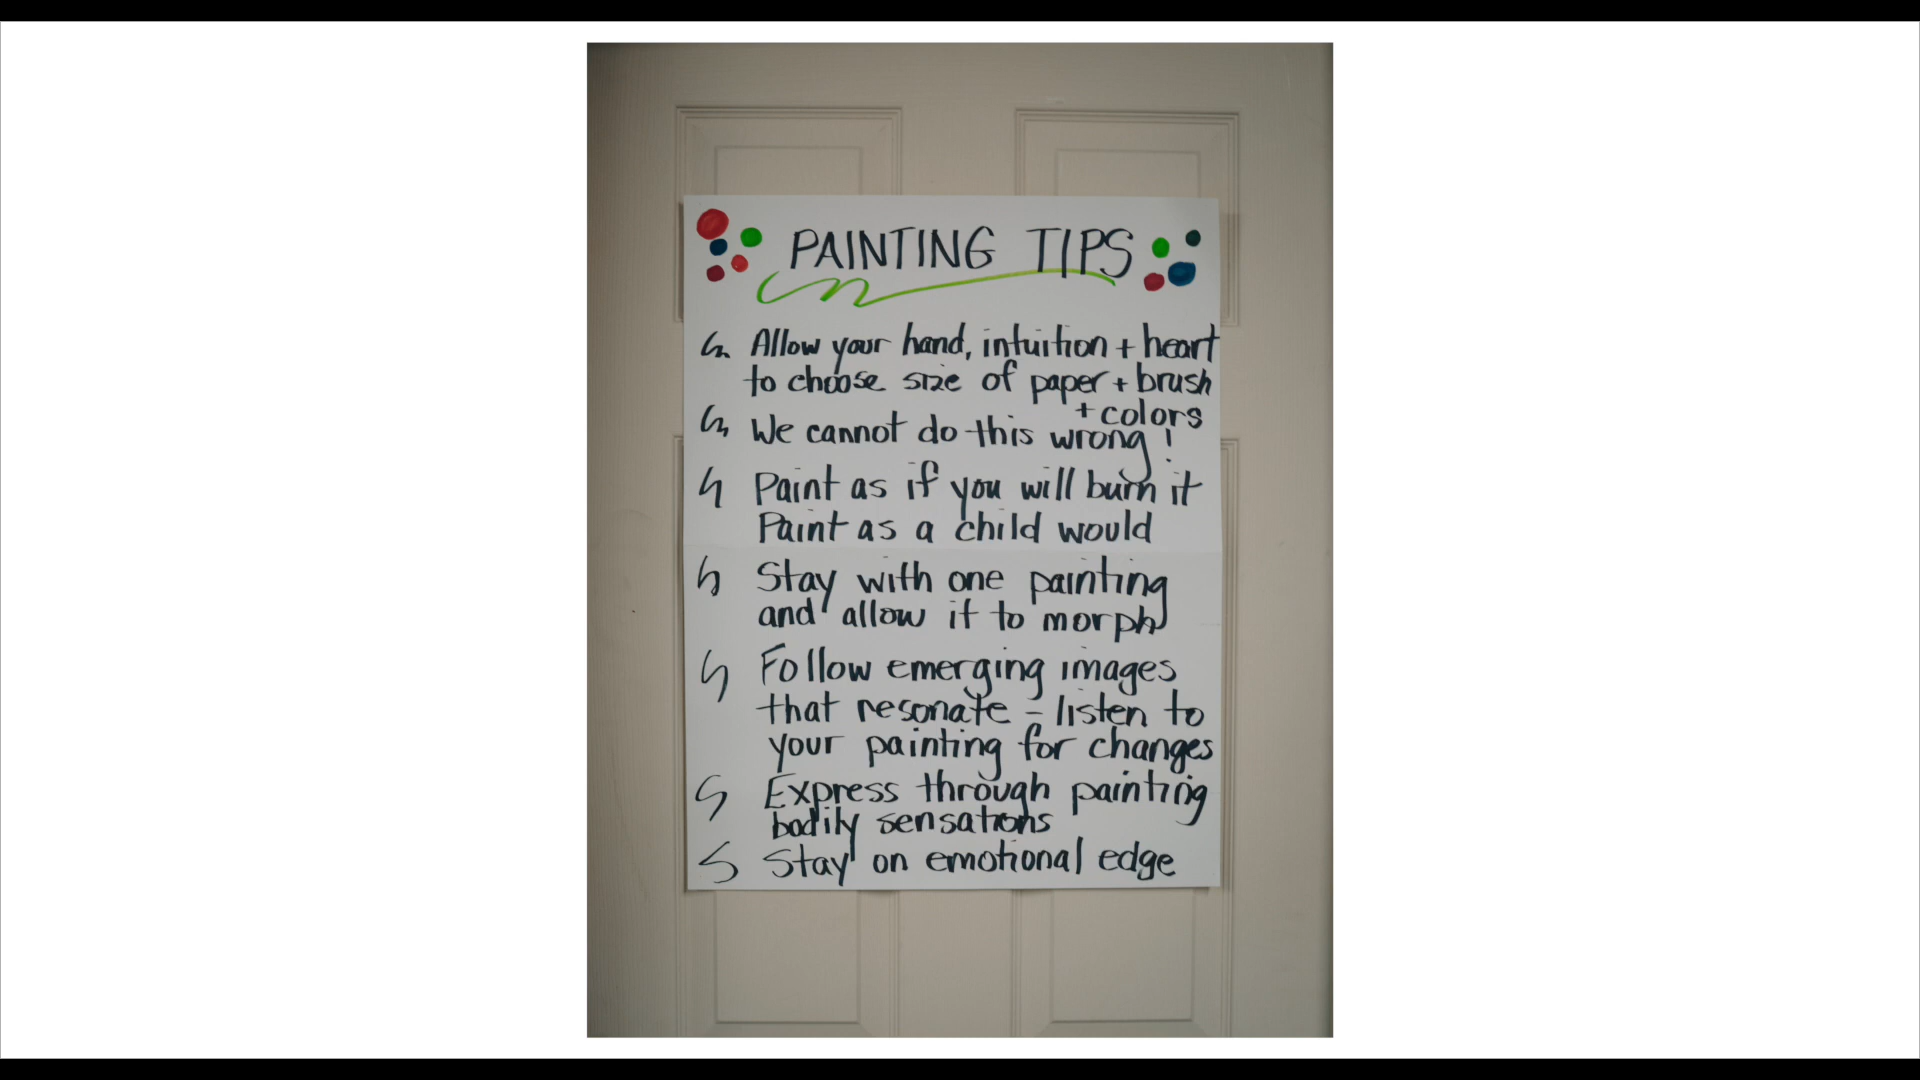 PAINTING TIPS
Allow your hand, intuition + heart
to choose size of paper + brush
+ colors
We cannot do this wrong!
Paint as if you will burn it
Paint as a child would
Stay with one painting
and allow it to morph
Follow emerging images
that resonate - listen to
your painting for changes
Express through painting
bodily sensations
Stay on emotional edge